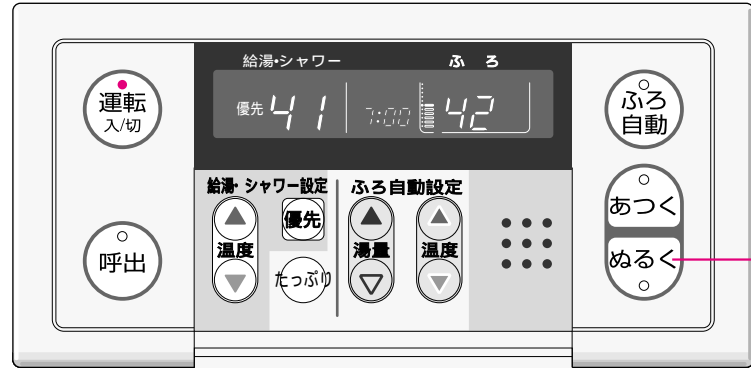 給湯・シャワー
ふろ
優先 41
7:00
42
運転
入/切
呼出
給湯・シャワー設定
温度
優先
たっぷり
ふろ自動設定
湯量
温度
ふろ
自動
あつく
ぬるく